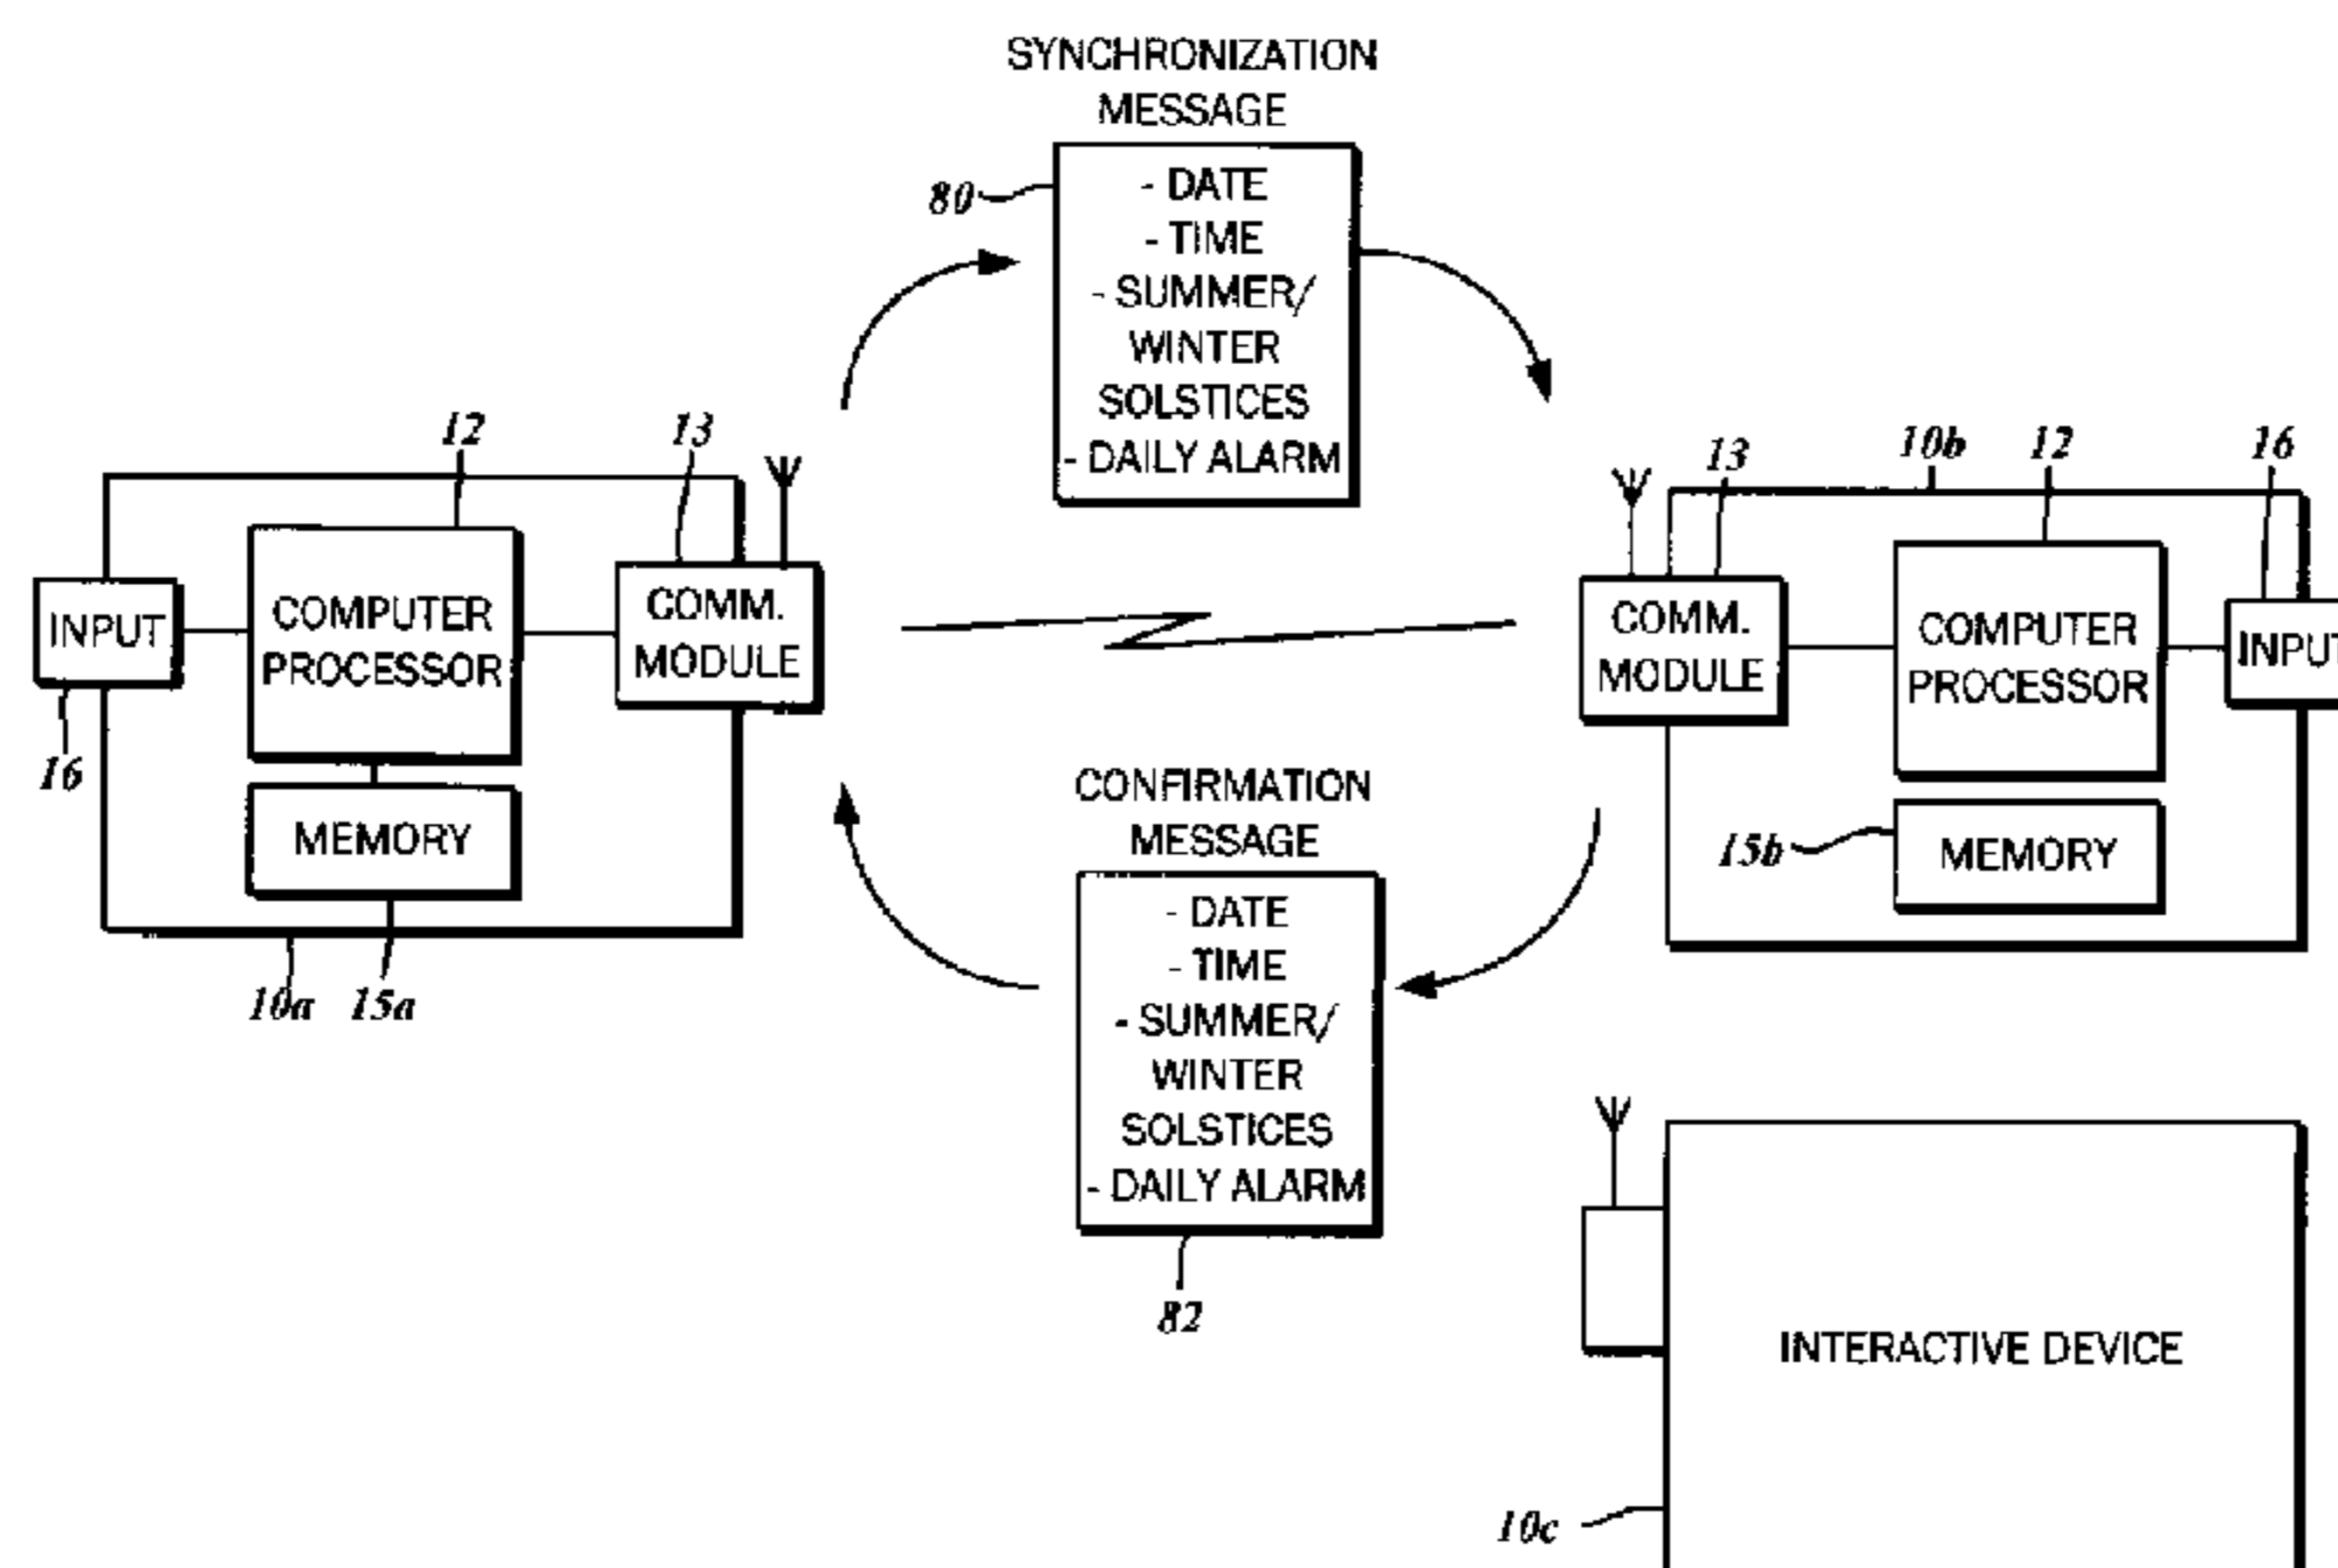 SYNCHRONIZATION
MESSAGE
80
- DATE
- TIME
- SUMMER/
WINTER
SOLSTICES
- DAILY ALARM
12
13
INPUT
COMPUTER
PROCESSOR
COMM.
MODULE
16
MEMORY
10a
15a
13
10b
12
16
COMM.
MODULE
COMPUTER
PROCESSOR
INPUT
15b
MEMORY
CONFIRMATION
MESSAGE
- DATE
- TIME
- SUMMER/
WINTER
SOLSTICES
- DAILY ALARM
82
INTERACTIVE DEVICE
10c